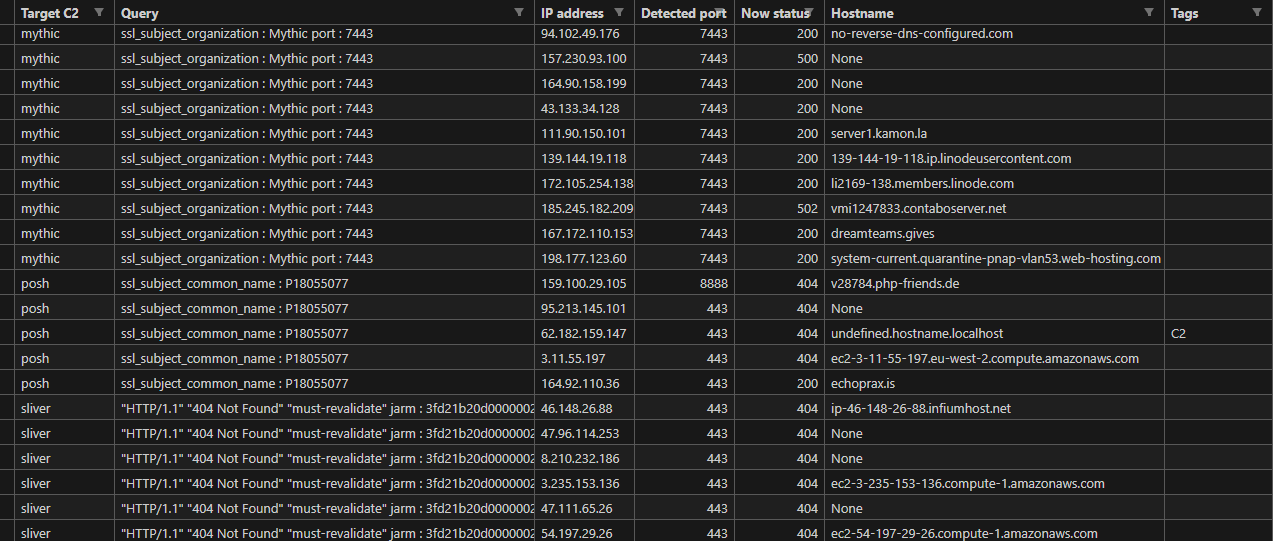 Target C2 Query IP address Detected port Now status Hostname Tags
mythic ssl_subject_organization : Mythic port : 7443 94.102.49.176 7443 200 no-reverse-dns-configured.com
mythic ssl_subject_organization : Mythic port : 7443 157.230.93.100 7443 500 None
mythic ssl_subject_organization : Mythic port : 7443 164.90.158.199 7443 200 None
mythic ssl_subject_organization : Mythic port : 7443 43.133.34.128 7443 200 None
mythic ssl_subject_organization : Mythic port : 7443 111.90.150.101 7443 200 server1.kamon.la
mythic ssl_subject_organization : Mythic port : 7443 139.144.19.118 7443 200 139-144-19-118.ip.linodeusercontent.com
mythic ssl_subject_organization : Mythic port : 7443 172.105.254.138 7443 200 li2169-138.members.linode.com
mythic ssl_subject_organization : Mythic port : 7443 185.245.182.209 7443 502 vmi1247833.contaboserver.net
mythic ssl_subject_organization : Mythic port : 7443 167.172.110.153 7443 200 dreamteams.gives
mythic ssl_subject_organization : Mythic port : 7443 198.177.123.60 7443 200 system-current.quarantine-pnap-vlan53.web-hosting.com
posh ssl_subject_common_name : P18055077 159.100.29.105 8888 404 v28784.php-friends.de
posh ssl_subject_common_name : P18055077 95.213.145.101 443 404 None
posh ssl_subject_common_name : P18055077 62.182.159.147 443 404 undefined.hostname.localhost C2
posh ssl_subject_common_name : P18055077 3.11.55.197 443 404 ec2-3-11-55-197.eu-west-2.compute.amazonaws.com
posh ssl_subject_common_name : P18055077 164.92.110.36 443 200 echoprax.is
sliver "HTTP/1.1" "404 Not Found" "must-revalidate" jarm : 3fd21b20d0000002 46.148.26.88 443 404 ip-46-148-26-88.infiumhost.net
sliver "HTTP/1.1" "404 Not Found" "must-revalidate" jarm : 3fd21b20d0000002 47.96.114.253 443 404 None
sliver "HTTP/1.1" "404 Not Found" "must-revalidate" jarm : 3fd21b20d0000002 8.210.232.186 443 404 None
sliver "HTTP/1.1" "404 Not Found" "must-revalidate" jarm : 3fd21b20d0000002 3.235.153.136 443 404 ec2-3-235-153-136.compute-1.amazonaws.com
sliver "HTTP/1.1" "404 Not Found" "must-revalidate" jarm : 3fd21b20d0000002 47.111.65.26 443 404 None
sliver "HTTP/1.1" "404 Not Found" "must-revalidate" jarm : 3fd21b20d0000002 54.197.29.26 443 404 ec2-54-197-29-26.compute-1.amazonaws.com